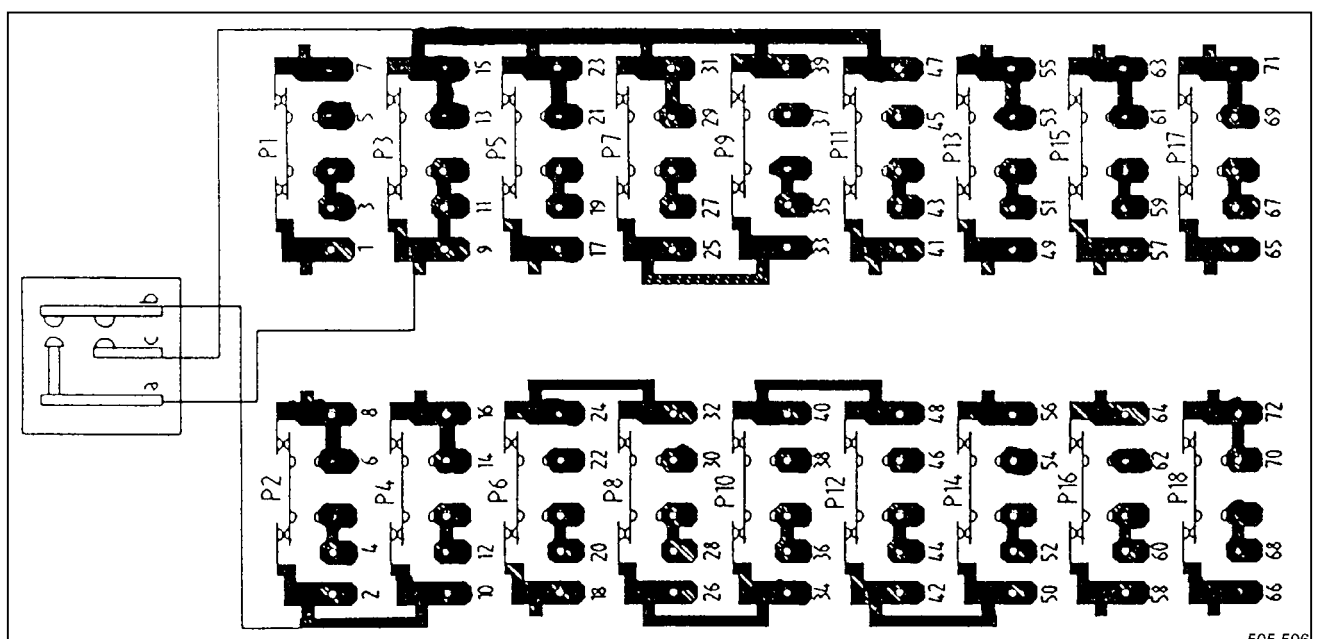 7 15 23 31 39 47 55 63 71
5 13 21 29 37 45 53 61 69
P1 P3 P5 P7 P9 P11 P13 P15 P17
3 11 19 27 35 43 51 59 67
1 9 17 25 33 41 49 57 65
b
c
a
8 16 24 32 40 48 56 64 72
6 14 22 30 38 46 54 62 70
P2 P4 P6 P8 P10 P12 P14 P16 P18
4 12 20 28 36 44 52 60 68
2 10 18 26 34 42 50 58 66